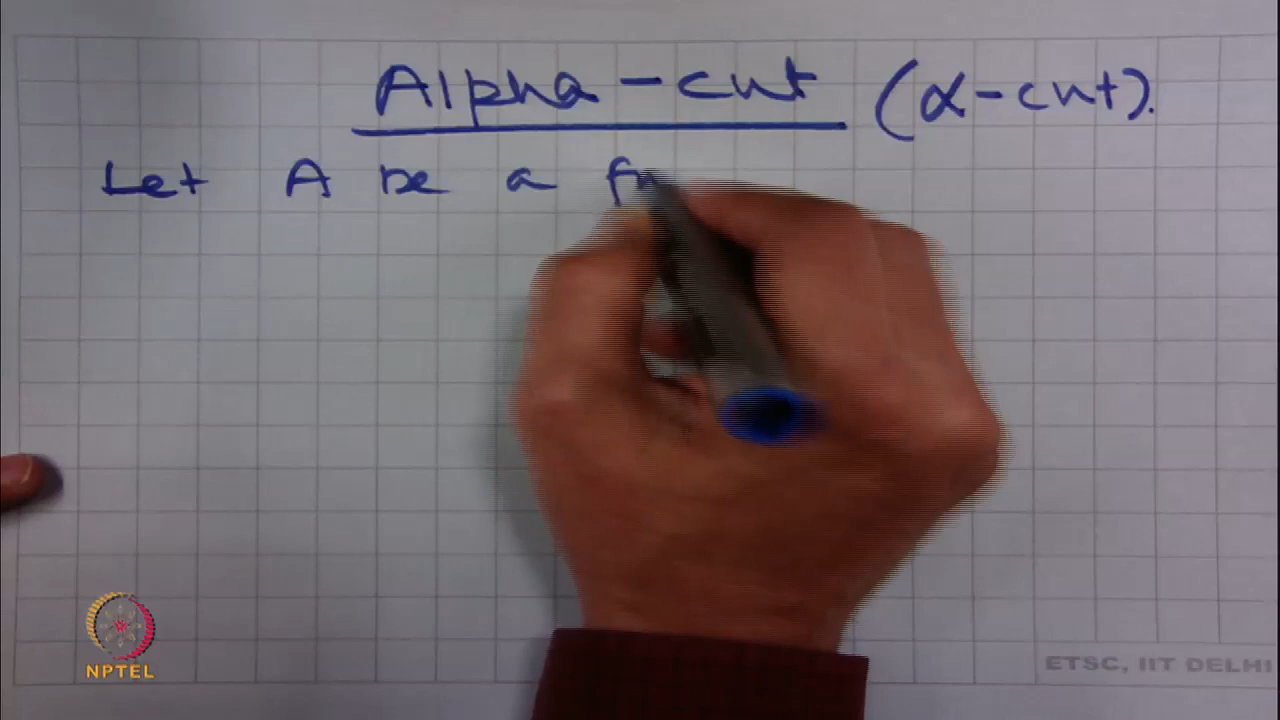 Alpha-cut (α-cut).
Let A be a
NPTEL
ETSC, IIT DELHI